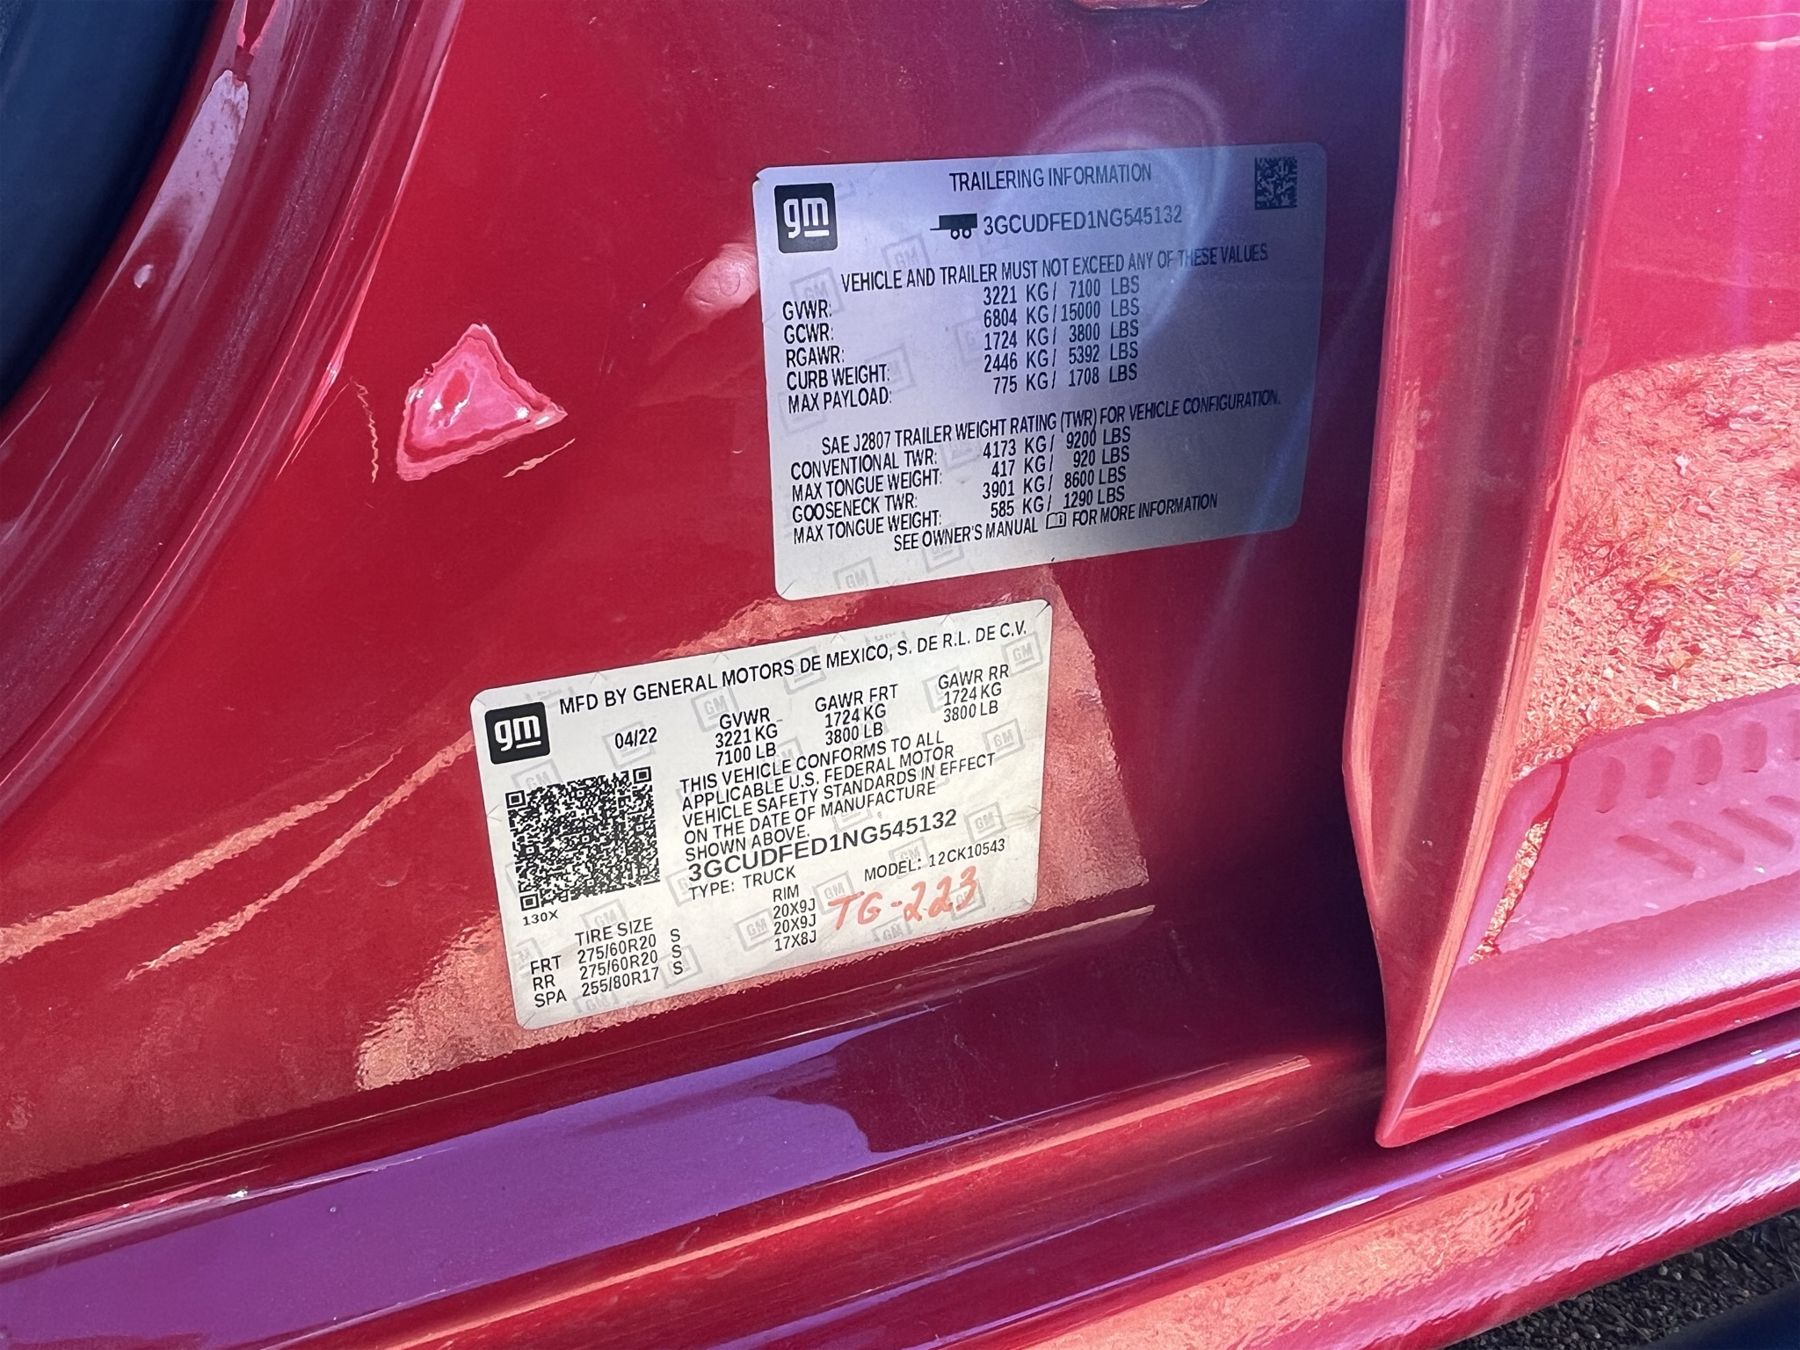 gm
TRAILERING INFORMATION
3GCUDFED1NG545132
VEHICLE AND TRAILER MUST NOT EXCEED ANY OF THESE VALUES
GVWR: 3221 KG/ 7100 LBS
GCWR: 6804 KG/ 15000 LBS
RGAWR: 1724 KG/ 3800 LBS
CURB WEIGHT: 2446 KG/ 5392 LBS
MAX PAYLOAD: 775 KG/ 1708 LBS
SAE J2807 TRAILER WEIGHT RATING (TWR) FOR VEHICLE CONFIGURATION.
CONVENTIONAL TWR: 4173 KG/ 9200 LBS
MAX TONGUE WEIGHT: 417 KG/ 920 LBS
GOOSENECK TWR: 3901 KG/ 8600 LBS
MAX TONGUE WEIGHT: 585 KG/ 1290 LBS
SEE OWNER'S MANUAL FOR MORE INFORMATION
gm
MFD BY GENERAL MOTORS DE MEXICO, S. DE R.L. DE C.V.
04/22 GVWR GAWR FRT GAWR RR
3221 KG 1724 KG 1724 KG
7100 LB 3800 LB 3800 LB
THIS VEHICLE CONFORMS TO ALL
APPLICABLE U.S. FEDERAL MOTOR
VEHICLE SAFETY STANDARDS IN EFFECT
ON THE DATE OF MANUFACTURE
SHOWN ABOVE.
3GCUDFED1NG545132
TYPE: TRUCK MODEL: 12CK10543
130X
TIRE SIZE RIM
FRT 275/60R20 S 20X9J
RR 275/60R20 S 20X9J
SPA 255/80R17 S 17X8J
TG-223